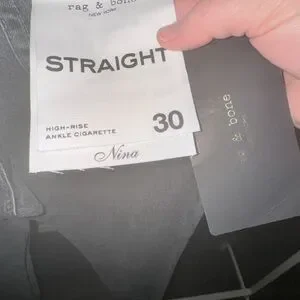 rag & bone
NEW YORK
STRAIGHT
HIGH-RISE
ANKLE CIGARETTE
30
Nina
rag & bone